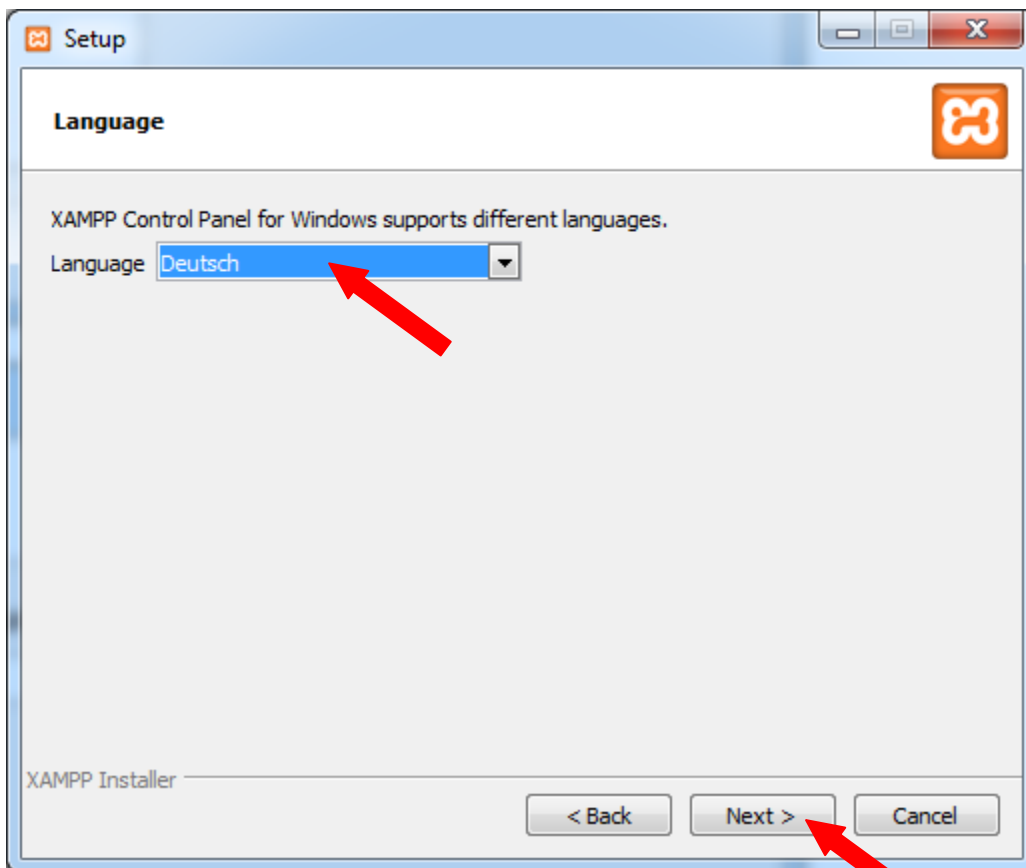 Setup
Language
XAMPP Control Panel for Windows supports different languages.
Language Deutsch
XAMPP Installer
< Back Next > Cancel